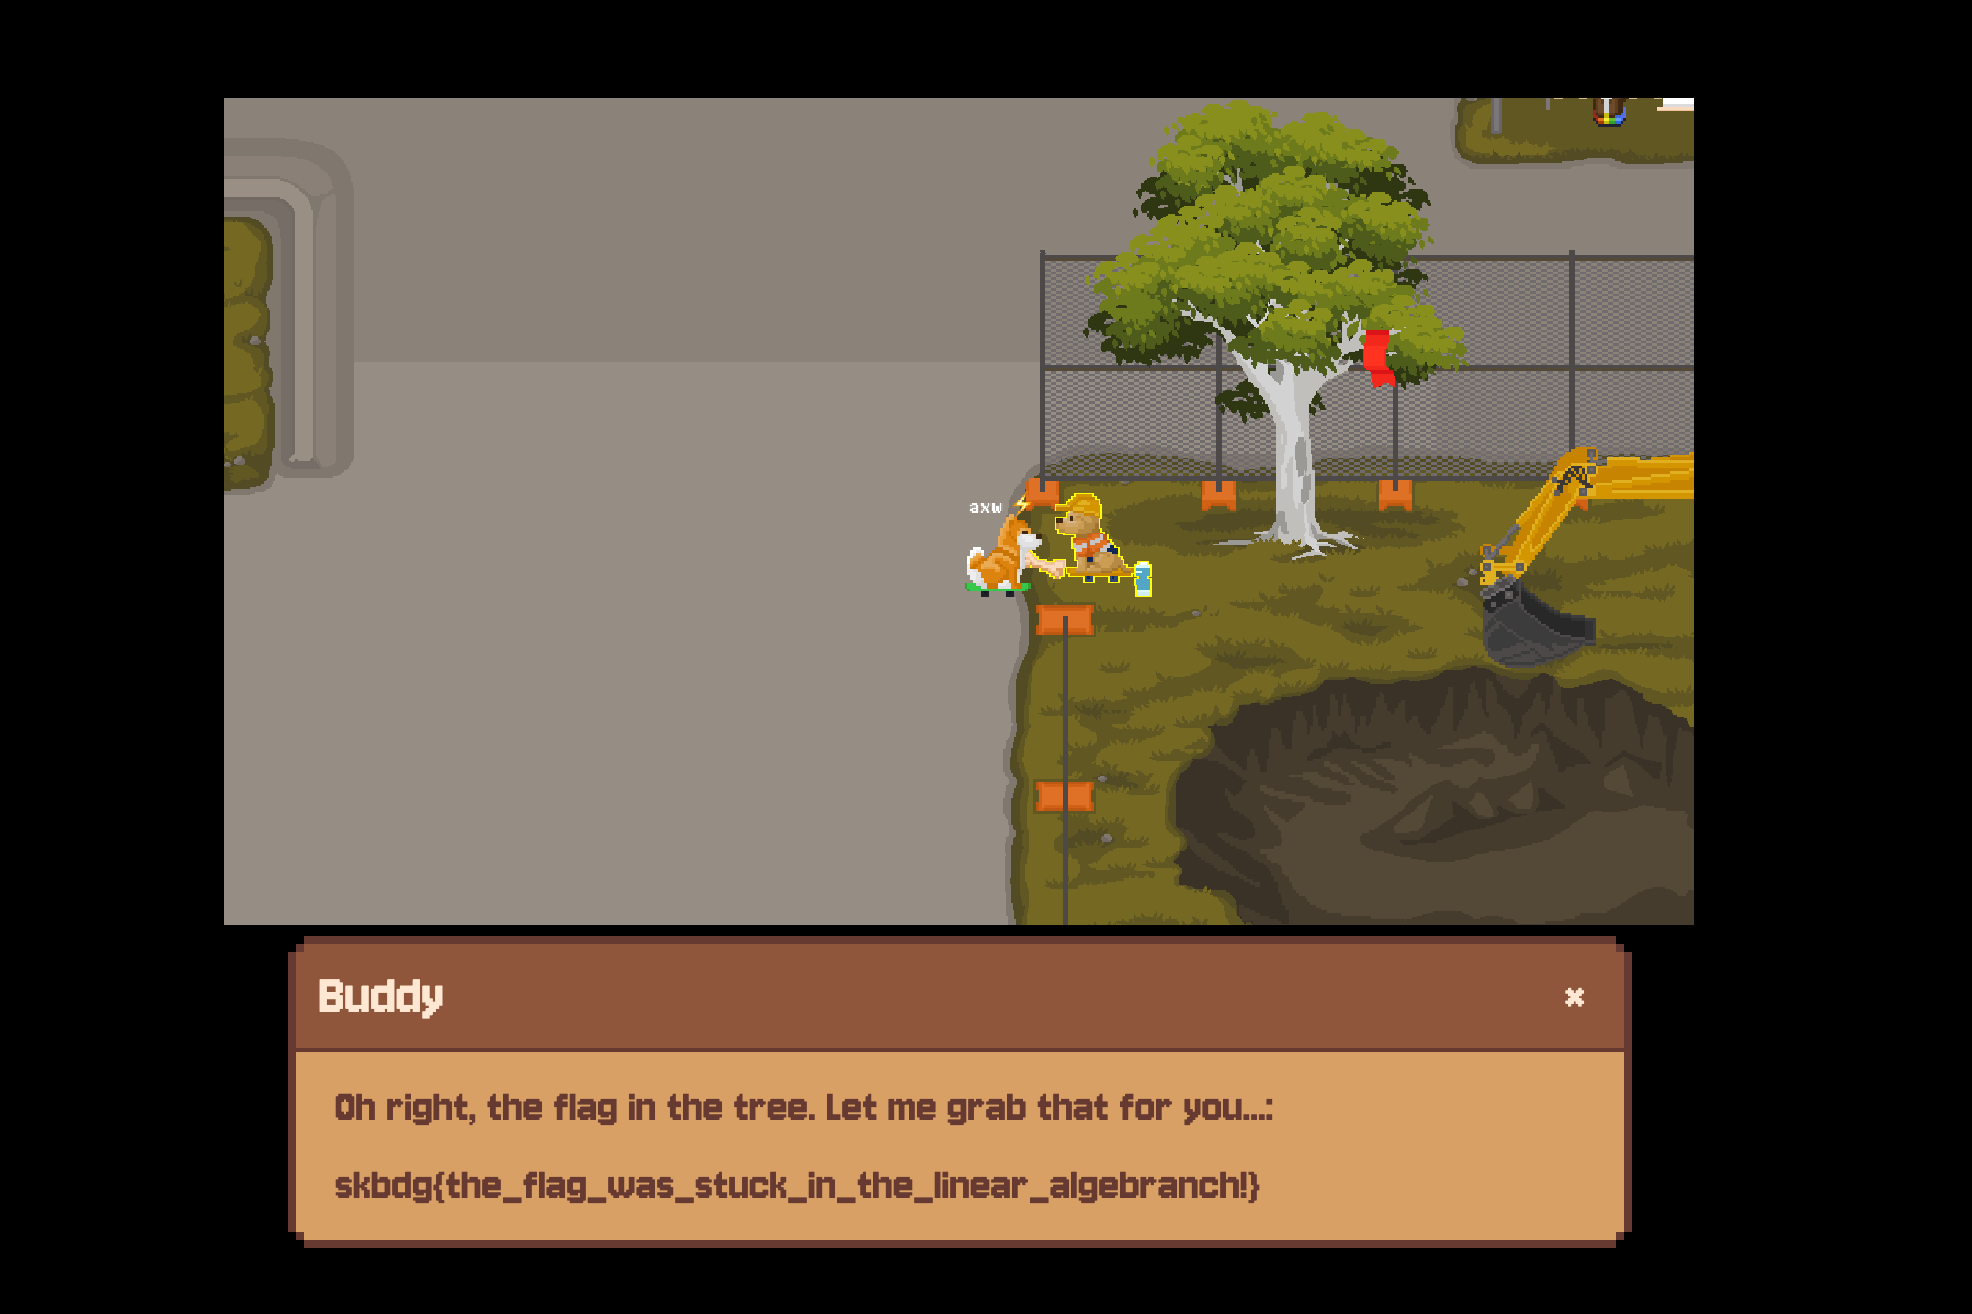 axw
Buddy
Oh right, the flag in the tree. Let me grab that for you...:
skbdg{the_flag_was_stuck_in_the_linear_algebranch!}